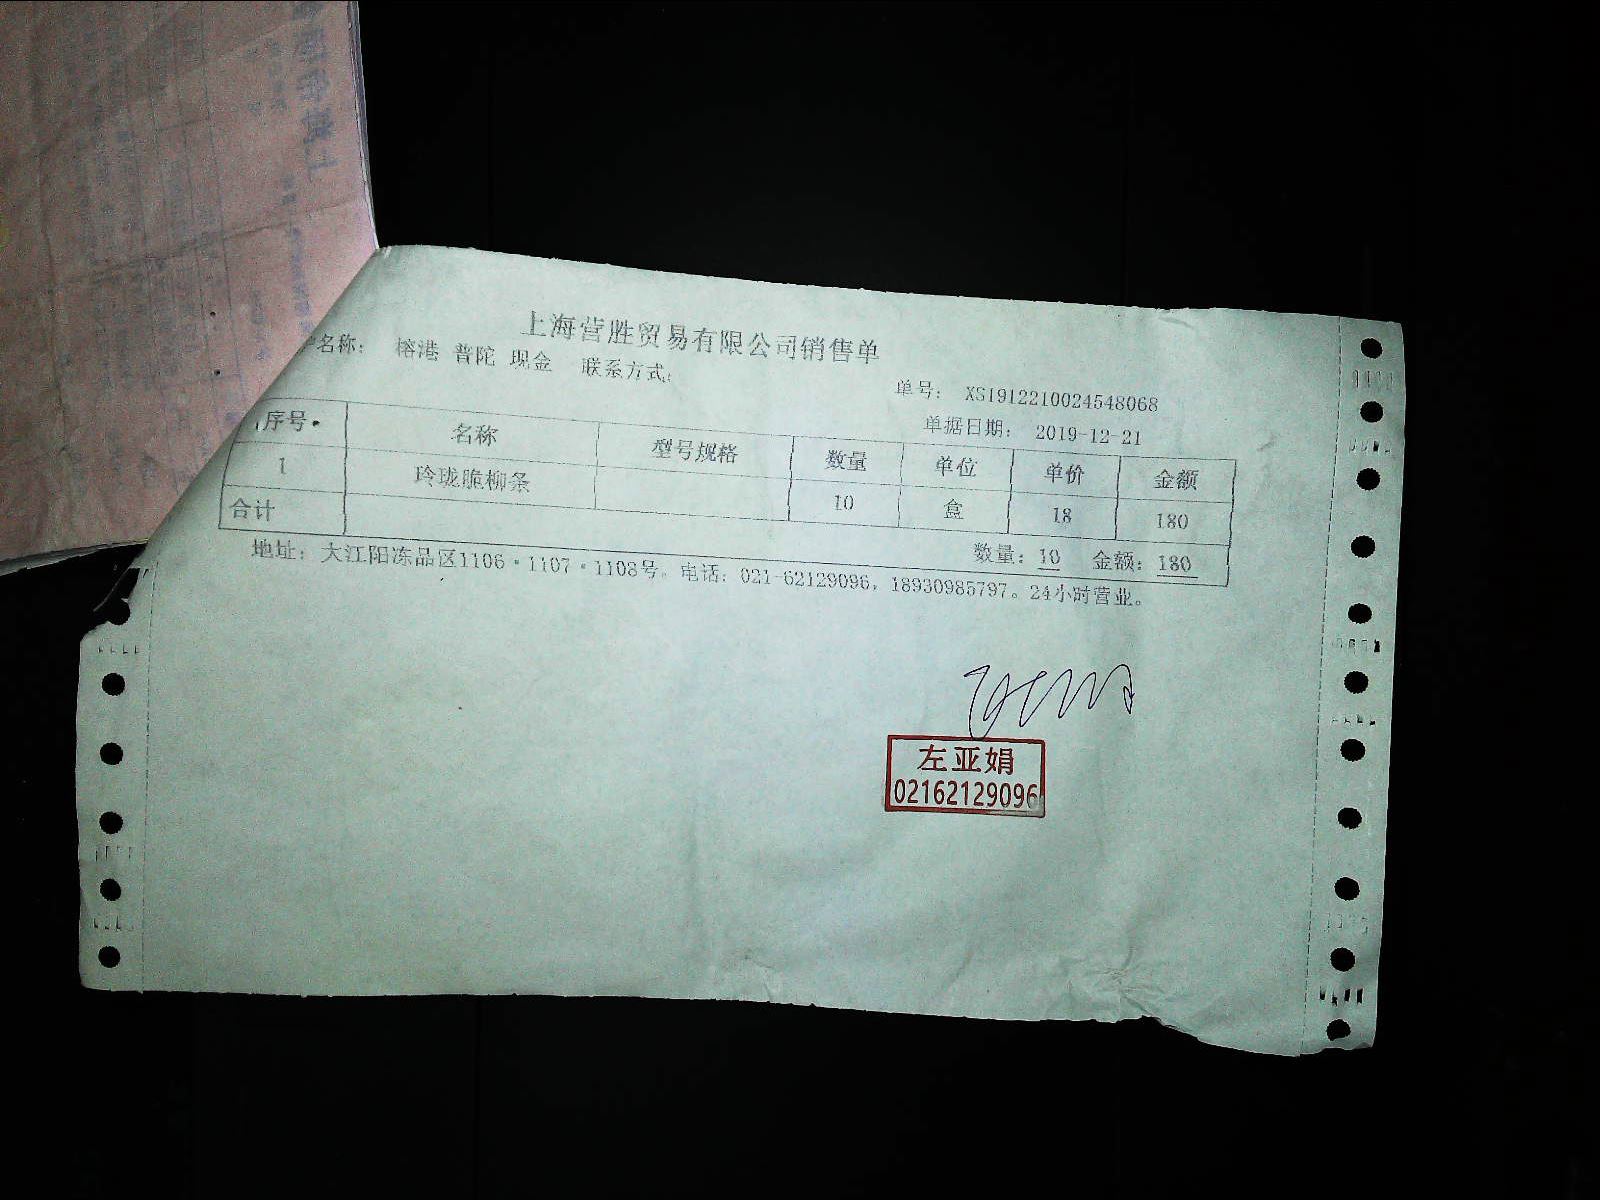 上海营胜贸易有限公司销售单
户名称： 榕港 普陀 现金 联系方式：
单号： XS1912210024548068
单据日期： 2019-12-21
序号 名称 型号规格 数量 单位 单价 金额
1 玲珑脆柳条 10 盒 18 180
合计 数量：10 金额：180
地址：大江阳冻品区1106·1107·1108号。电话：021-62129096，18930985797。24小时营业。
左亚娟
02162129096